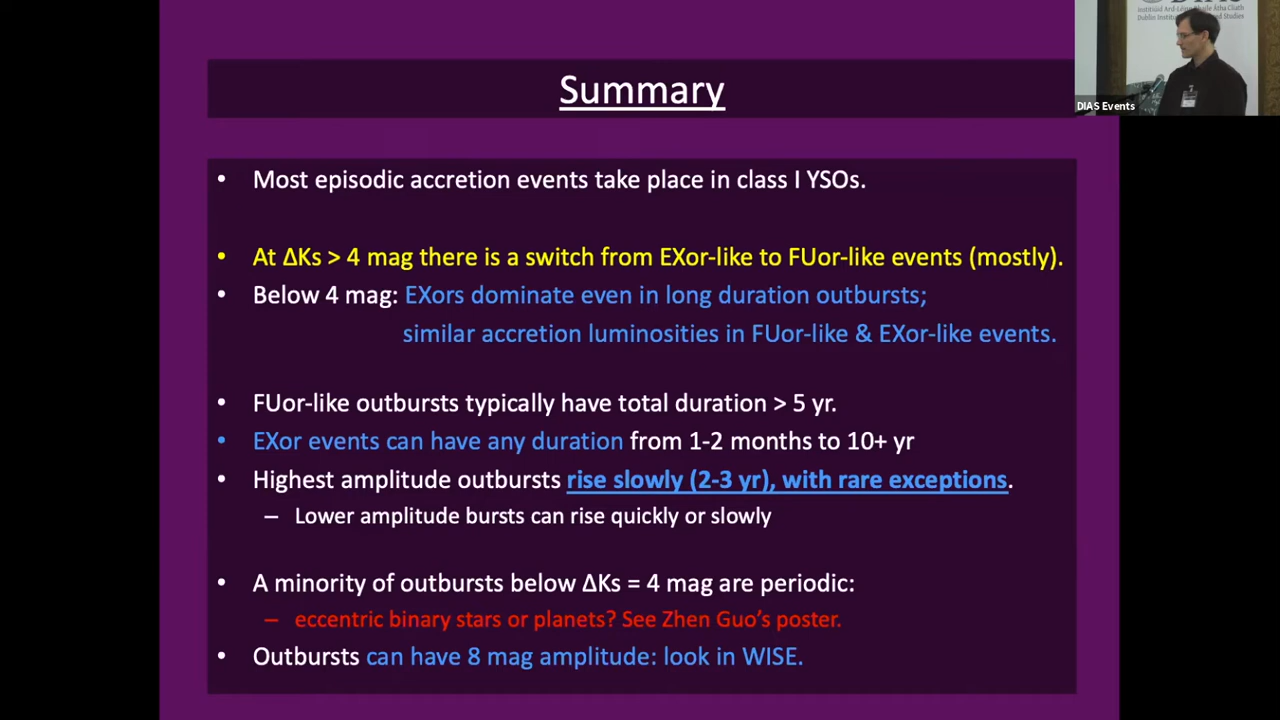 Institiúid Ard-Léinn Bhaile Átha Cliath
DIAS Events
Summary
• Most episodic accretion events take place in class I YSOs.
• At ΔKs > 4 mag there is a switch from EXor-like to FUor-like events (mostly).
• Below 4 mag: EXors dominate even in long duration outbursts;
similar accretion luminosities in FUor-like & EXor-like events.
• FUor-like outbursts typically have total duration > 5 yr.
• EXor events can have any duration from 1-2 months to 10+ yr
• Highest amplitude outbursts rise slowly (2-3 yr), with rare exceptions.
– Lower amplitude bursts can rise quickly or slowly
• A minority of outbursts below ΔKs = 4 mag are periodic:
– eccentric binary stars or planets? See Zhen Guo's poster.
• Outbursts can have 8 mag amplitude: look in WISE.